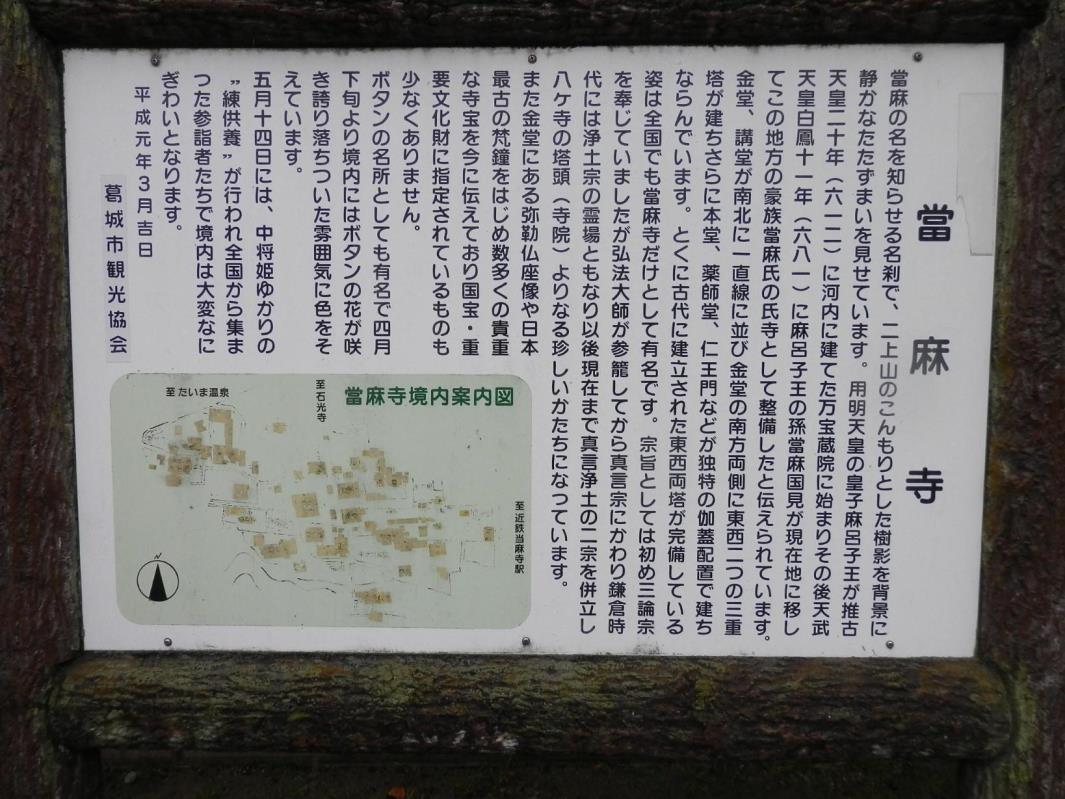 當麻寺
當麻の名を知らせる名刹で、二上山のこんもりとした樹影を背景に
静かなたたずまいを見せています。用明天皇の皇子麻呂子王が推古
天皇二十年（六一二）に河内に建てた万宝蔵院に始まりその後天武
天皇白鳳十一年（六八一）に麻呂子王の孫當麻国見が現在地に移し
てこの地方の豪族當麻氏の氏寺として整備したと伝えられています。
金堂、講堂が南北に一直線に並び金堂の南方両側に東西二つの三重
塔が建ちさらに本堂、薬師堂、仁王門などが独特の伽藍配置で建ち
ならんでいます。とくに古代に建立された東西両塔が完備している
姿は全国でも當麻寺だけとして有名です。宗旨としては初め三論宗
を奉じていましたが弘法大師が参籠してから真言宗にかわり鎌倉時
代には浄土宗の霊場ともなり以後現在まで真言浄土の二宗を併立し
八ヶ寺の塔頭（寺院）よりなる珍しいかたちになっています。
また金堂にある弥勒仏座像や日本
最古の梵鐘をはじめ数多くの貴重
な寺宝を今に伝えており国宝・重
要文化財に指定されているものも
少なくありません。
ボタンの名所としても有名で四月
下旬より境内にはボタンの花が咲
き誇り落ちついた雰囲気に色をそ
えています。
五月十四日には、中将姫ゆかりの
〝練供養〟が行われ全国から集ま
った参詣者たちで境内は大変なに
ぎわいとなります。
平成元年3月吉日
葛城市観光協会
當麻寺境内案内図
至石光寺
至たいま温泉
至近鉄当麻寺駅
N